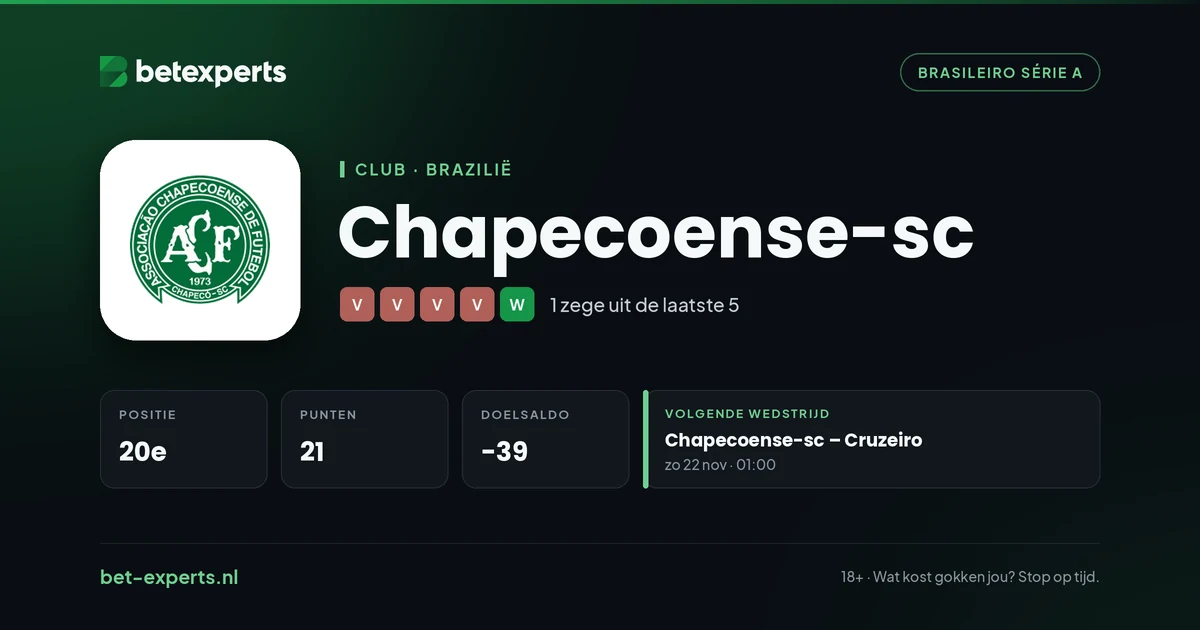 betexperts
BRASILEIRO SÉRIE A
ASSOCIAÇÃO CHAPECOENSE DE FUTEBOL
ACF
1973
CHAPECÓ-SC
CLUB · BRAZILIË
Chapecoense-sc
V V V V W 1 zege uit de laatste 5
POSITIE
20e
PUNTEN
21
DOELSALDO
-39
VOLGENDE WEDSTRIJD
Chapecoense-sc – Cruzeiro
zo 22 nov · 01:00
bet-experts.nl
18+ · Wat kost gokken jou? Stop op tijd.